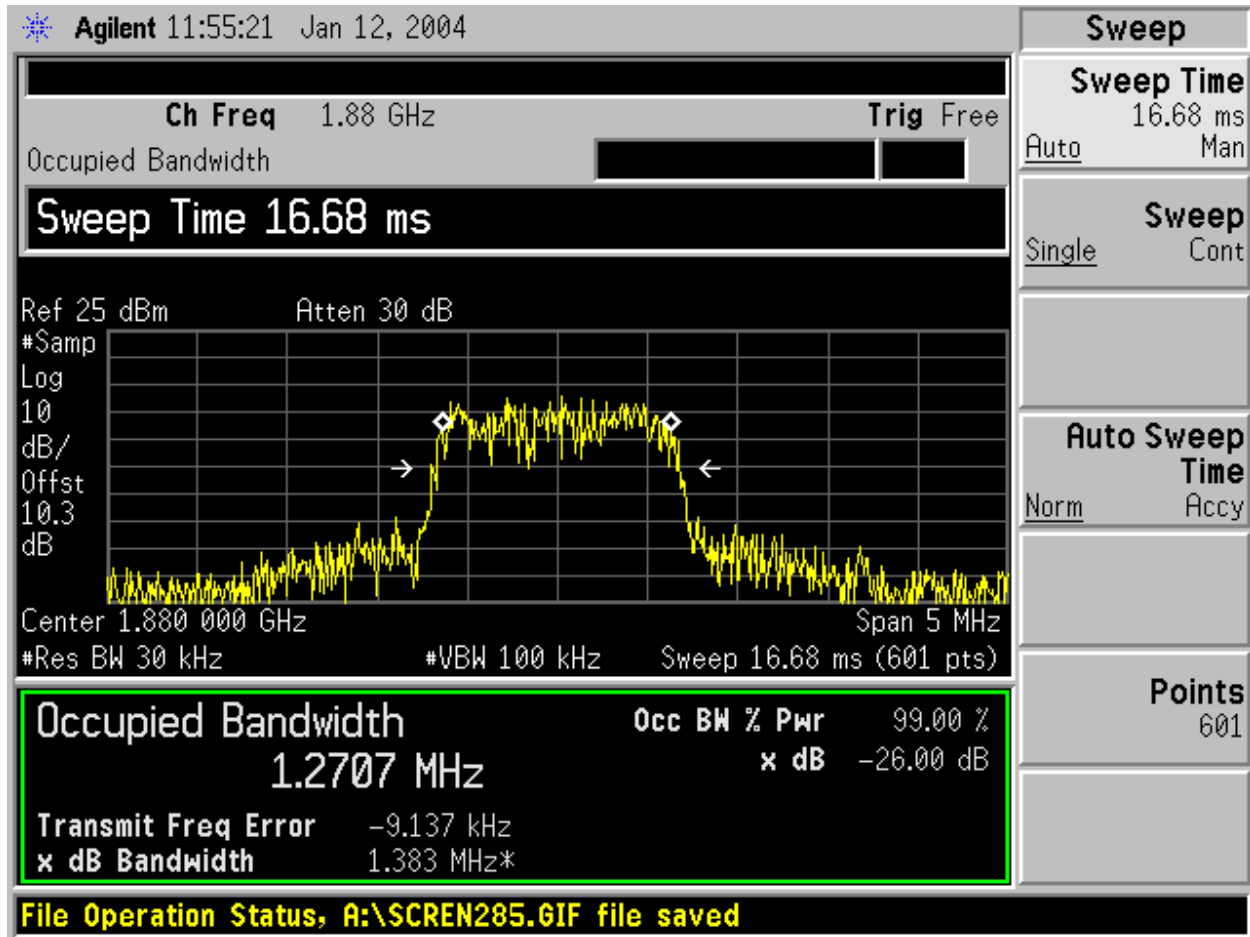 Agilent 11:55:21 Jan 12, 2004
Sweep
Ch Freq 1.88 GHz
Trig Free
Occupied Bandwidth
Sweep Time 16.68 ms
Ref 25 dBm
Atten 30 dB
#Samp
Log
10
dB/
Offst
10.3
dB
Center 1.880 000 GHz
Span 5 MHz
#Res BW 30 kHz
#VBW 100 kHz
Sweep 16.68 ms (601 pts)
Occupied Bandwidth
1.2707 MHz
Occ BW % Pwr 99.00 %
x dB -26.00 dB
Transmit Freq Error -9.137 kHz
x dB Bandwidth 1.383 MHz*
File Operation Status, A:\SCREN285.GIF file saved
Sweep Time
16.68 ms
Auto Man
Sweep
Single Cont
Auto Sweep
Time
Norm Accy
Points
601